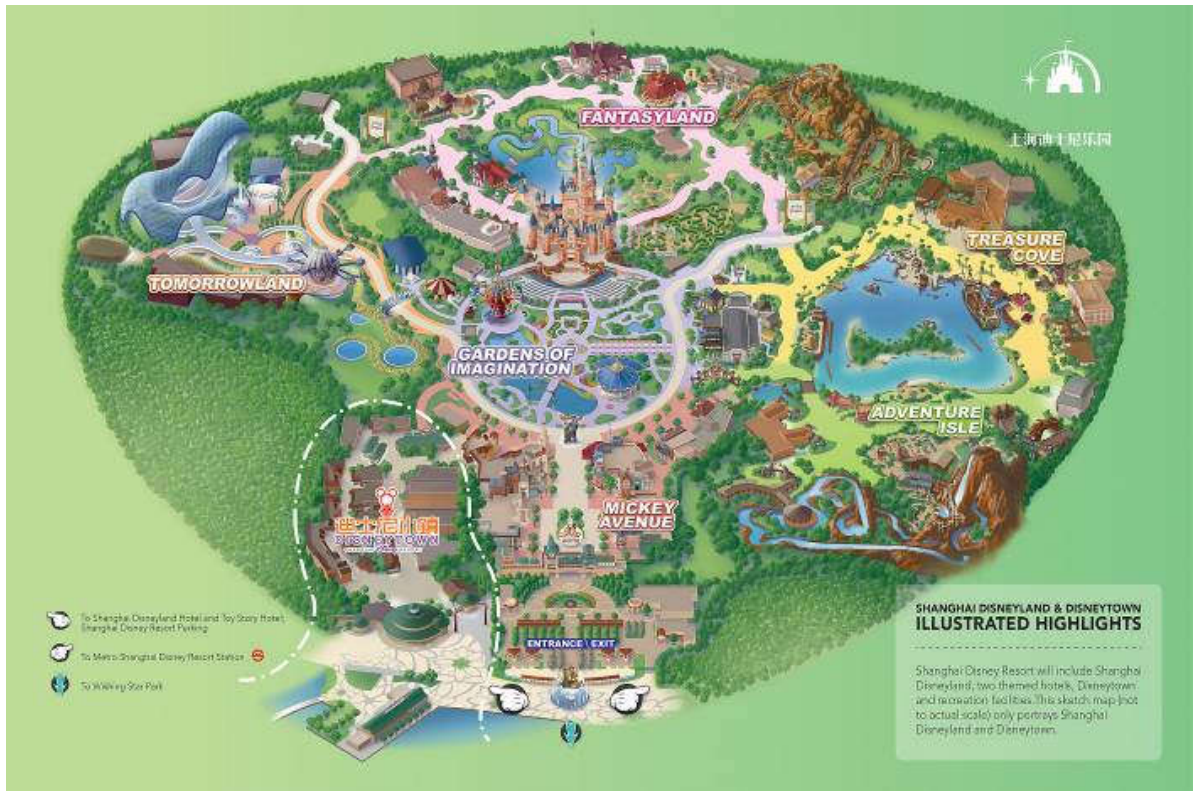 上海迪士尼乐园
FANTASYLAND
TREASURE
COVE
TOMORROWLAND
GARDENS OF
IMAGINATION
ADVENTURE
ISLE
MICKEY
AVENUE
迪士尼小镇
DISNEYTOWN
ENTRANCE \ EXIT
To Shanghai Disneyland Hotel and Toy Story Hotel;
Shanghai Disney Resort Parking
To Metro Shanghai Disney Resort Station
To Wishing Star Park
SHANGHAI DISNEYLAND & DISNEYTOWN
ILLUSTRATED HIGHLIGHTS
Shanghai Disney Resort will include Shanghai
Disneyland, two themed hotels, Disneytown
and recreation facilities. This sketch map (not
to actual scale) only portrays Shanghai
Disneyland and Disneytown.